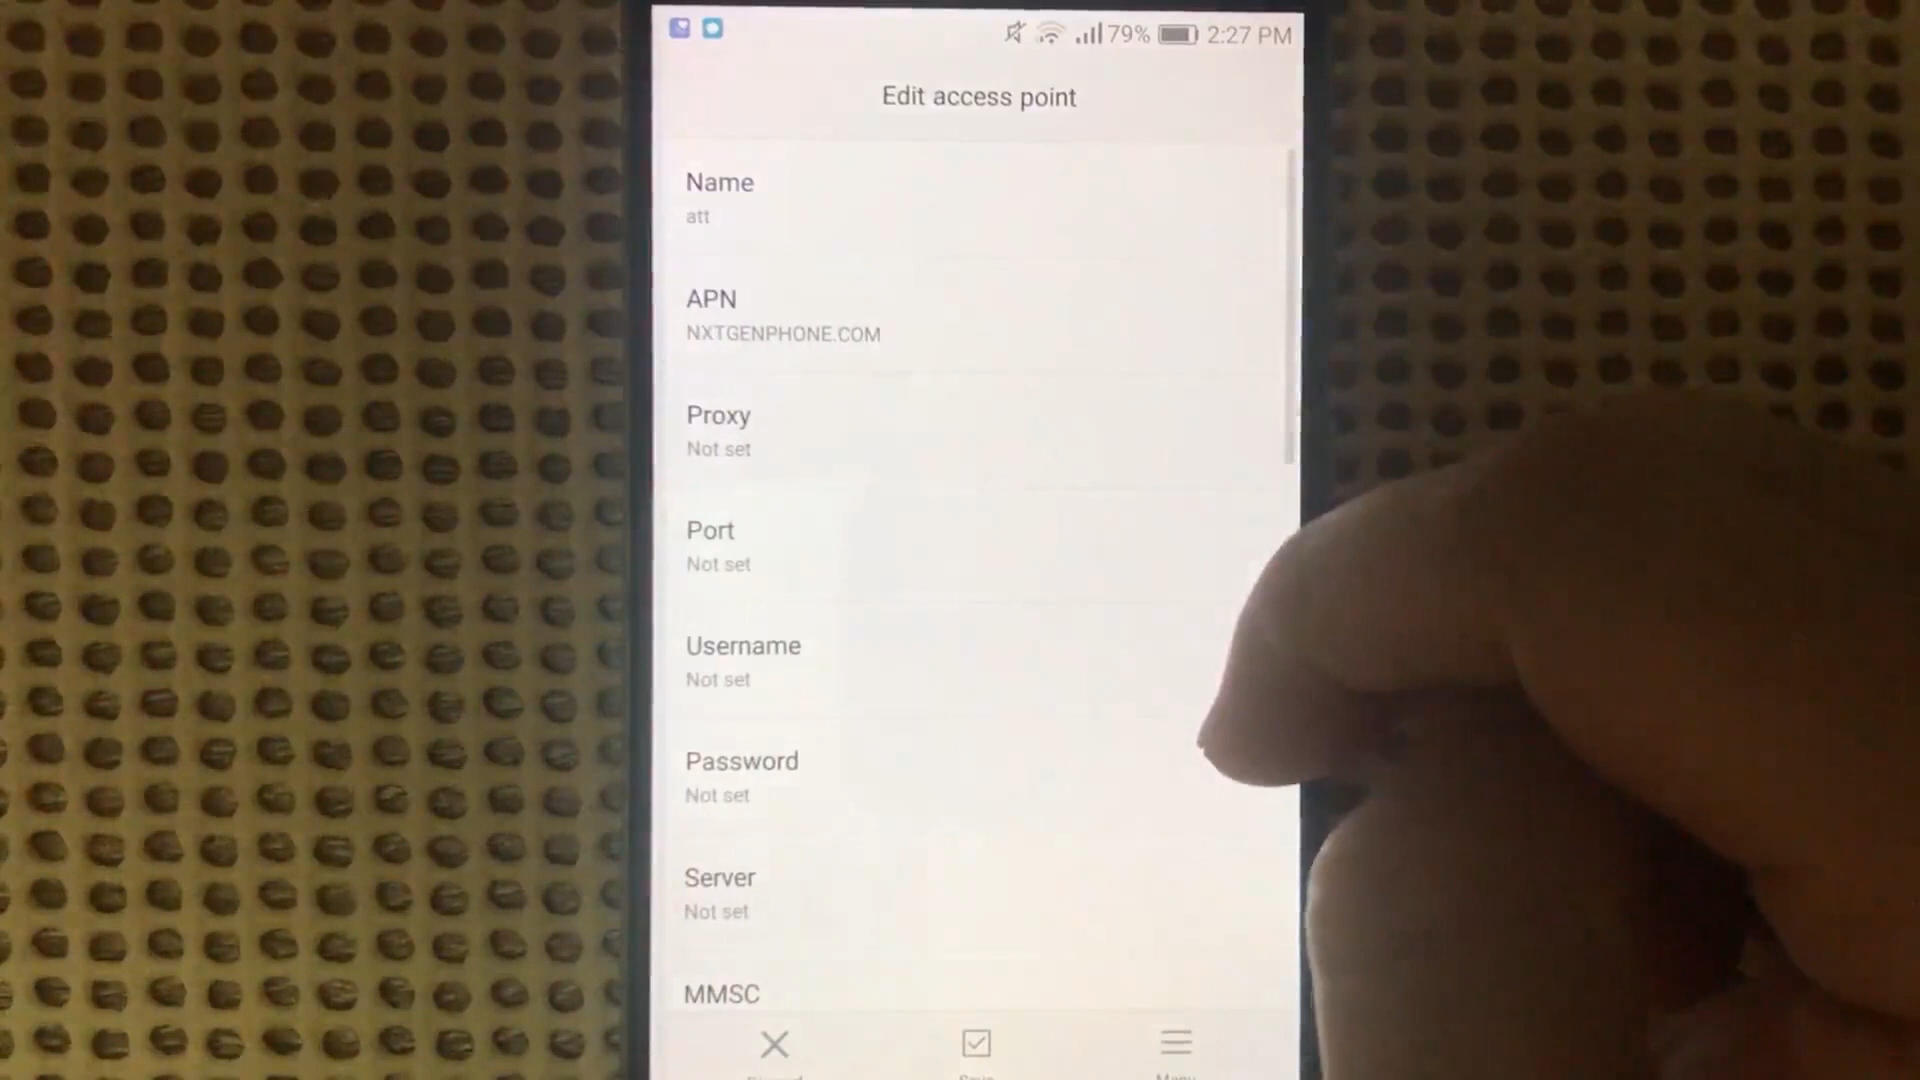 79% 2:27 PM
Edit access point
Name
att
APN
NXTGENPHONE.COM
Proxy
Not set
Port
Not set
Username
Not set
Password
Not set
Server
Not set
MMSC